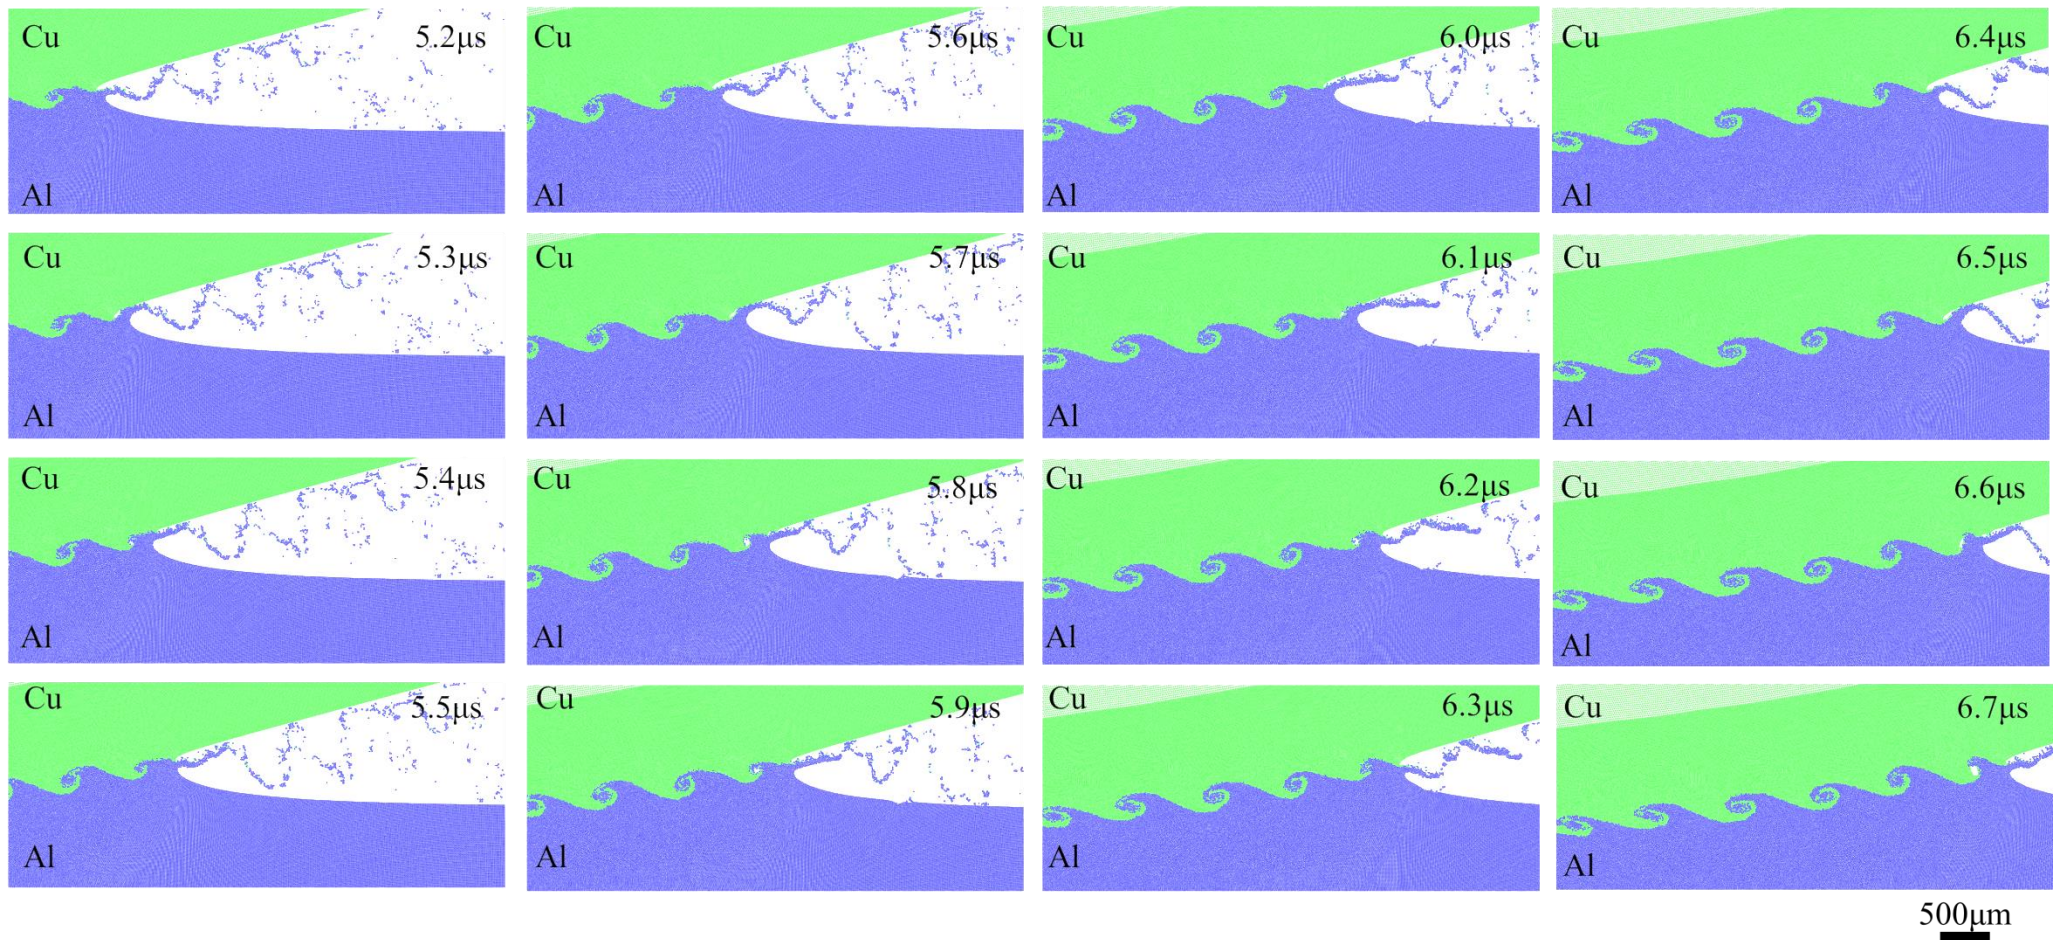 Cu
5.2μs
Al
Cu
5.6μs
Al
Cu
6.0μs
Al
Cu
6.4μs
Al
Cu
5.3μs
Al
Cu
5.7μs
Al
Cu
6.1μs
Al
Cu
6.5μs
Al
Cu
5.4μs
Al
Cu
5.8μs
Al
Cu
6.2μs
Al
Cu
6.6μs
Al
Cu
5.5μs
Al
Cu
5.9μs
Al
Cu
6.3μs
Al
Cu
6.7μs
Al
500μm